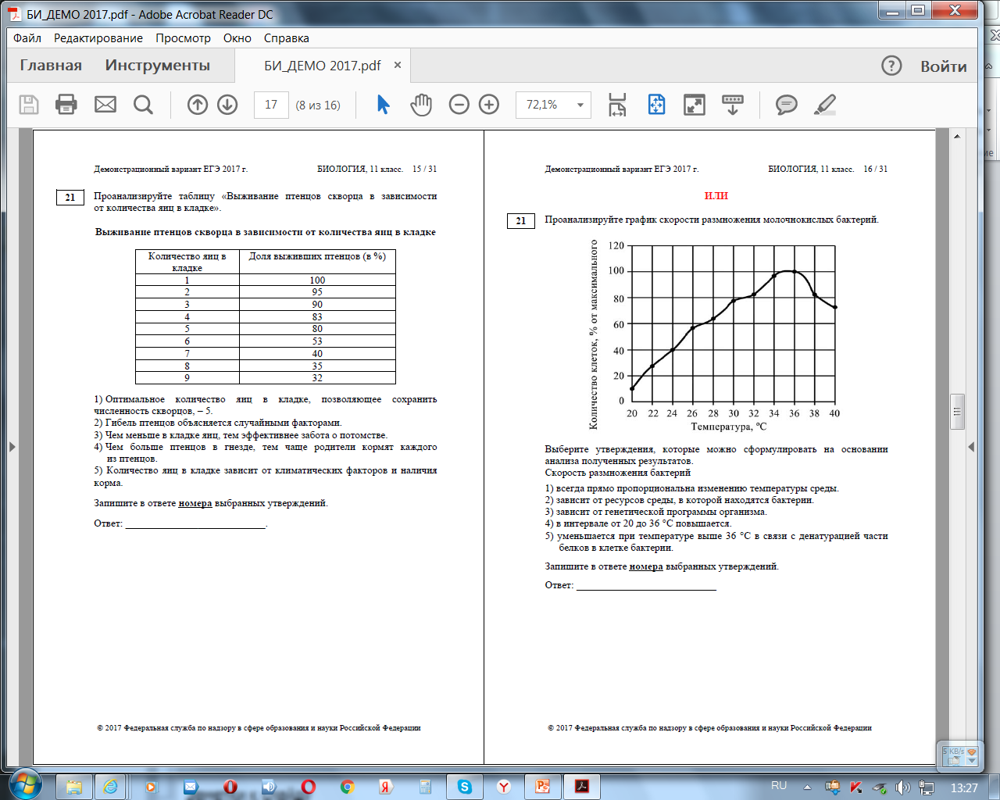 БИ_ДЕМО 2017.pdf - Adobe Acrobat Reader DC
Файл Редактирование Просмотр Окно Справка
Главная Инструменты БИ_ДЕМО 2017.pdf × ? Войти
17 (8 из 16) 72,1%
Демонстрационный вариант ЕГЭ 2017 г. БИОЛОГИЯ, 11 класс. 15 / 31
21 Проанализируйте таблицу «Выживание птенцов скворца в зависимости
от количества яиц в кладке».
Выживание птенцов скворца в зависимости от количества яиц в кладке
Количество яиц в Доля выживших птенцов (в %)
кладке
1 100
2 95
3 90
4 83
5 80
6 53
7 40
8 35
9 32
1) Оптимальное количество яиц в кладке, позволяющее сохранить
численность скворцов, – 5.
2) Гибель птенцов объясняется случайными факторами.
3) Чем меньше в кладке яиц, тем эффективнее забота о потомстве.
4) Чем больше птенцов в гнезде, тем чаще родители кормят каждого
из птенцов.
5) Количество яиц в кладке зависит от климатических факторов и наличия
корма.
Запишите в ответе номера выбранных утверждений.
Ответ: ____________________________.
© 2017 Федеральная служба по надзору в сфере образования и науки Российской Федерации
Демонстрационный вариант ЕГЭ 2017 г. БИОЛОГИЯ, 11 класс. 16 / 31
ИЛИ
21 Проанализируйте график скорости размножения молочнокислых бактерий.
Количество клеток, % от максимального
120
100
80
60
40
20
0
20 22 24 26 28 30 32 34 36 38 40
Температура, ºС
Выберите утверждения, которые можно сформулировать на основании
анализа полученных результатов.
Скорость размножения бактерий
1) всегда прямо пропорциональна изменению температуры среды.
2) зависит от ресурсов среды, в которой находятся бактерии.
3) зависит от генетической программы организма.
4) в интервале от 20 до 36 °С повышается.
5) уменьшается при температуре выше 36 °С в связи с денатурацией части
белков в клетке бактерии.
Запишите в ответе номера выбранных утверждений.
Ответ: ____________________________
© 2017 Федеральная служба по надзору в сфере образования и науки Российской Федерации
5 KB/s
RU 13:27